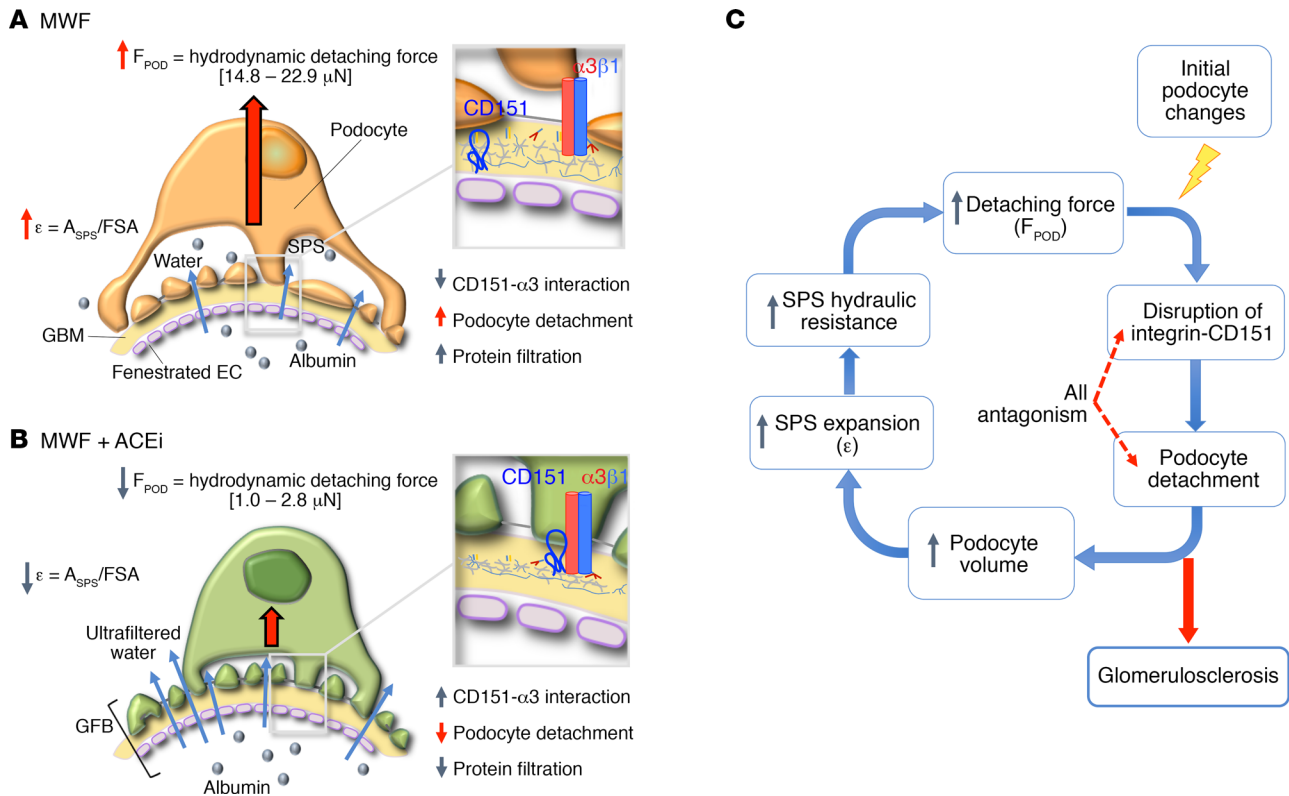 A MWF
↑ F_POD = hydrodynamic detaching force
[14.8 – 22.9 μN]
Podocyte
↑ ε = A_SPS/FSA
Water
SPS
GBM
Fenestrated EC
Albumin
α3β1
CD151
↓ CD151-α3 interaction
↑ Podocyte detachment
↑ Protein filtration
B MWF + ACEi
↓ F_POD = hydrodynamic detaching force
[1.0 – 2.8 μN]
↓ ε = A_SPS/FSA
Ultrafiltered
water
GFB
Albumin
CD151 α3β1
↑ CD151-α3 interaction
↓ Podocyte detachment
↓ Protein filtration
C
Initial
podocyte
changes
↑ Detaching force
(F_POD)
Disruption of
integrin-CD151
All
antagonism
Podocyte
detachment
↑ Podocyte
volume
↑ SPS expansion
(ε)
↑ SPS hydraulic
resistance
Glomerulosclerosis